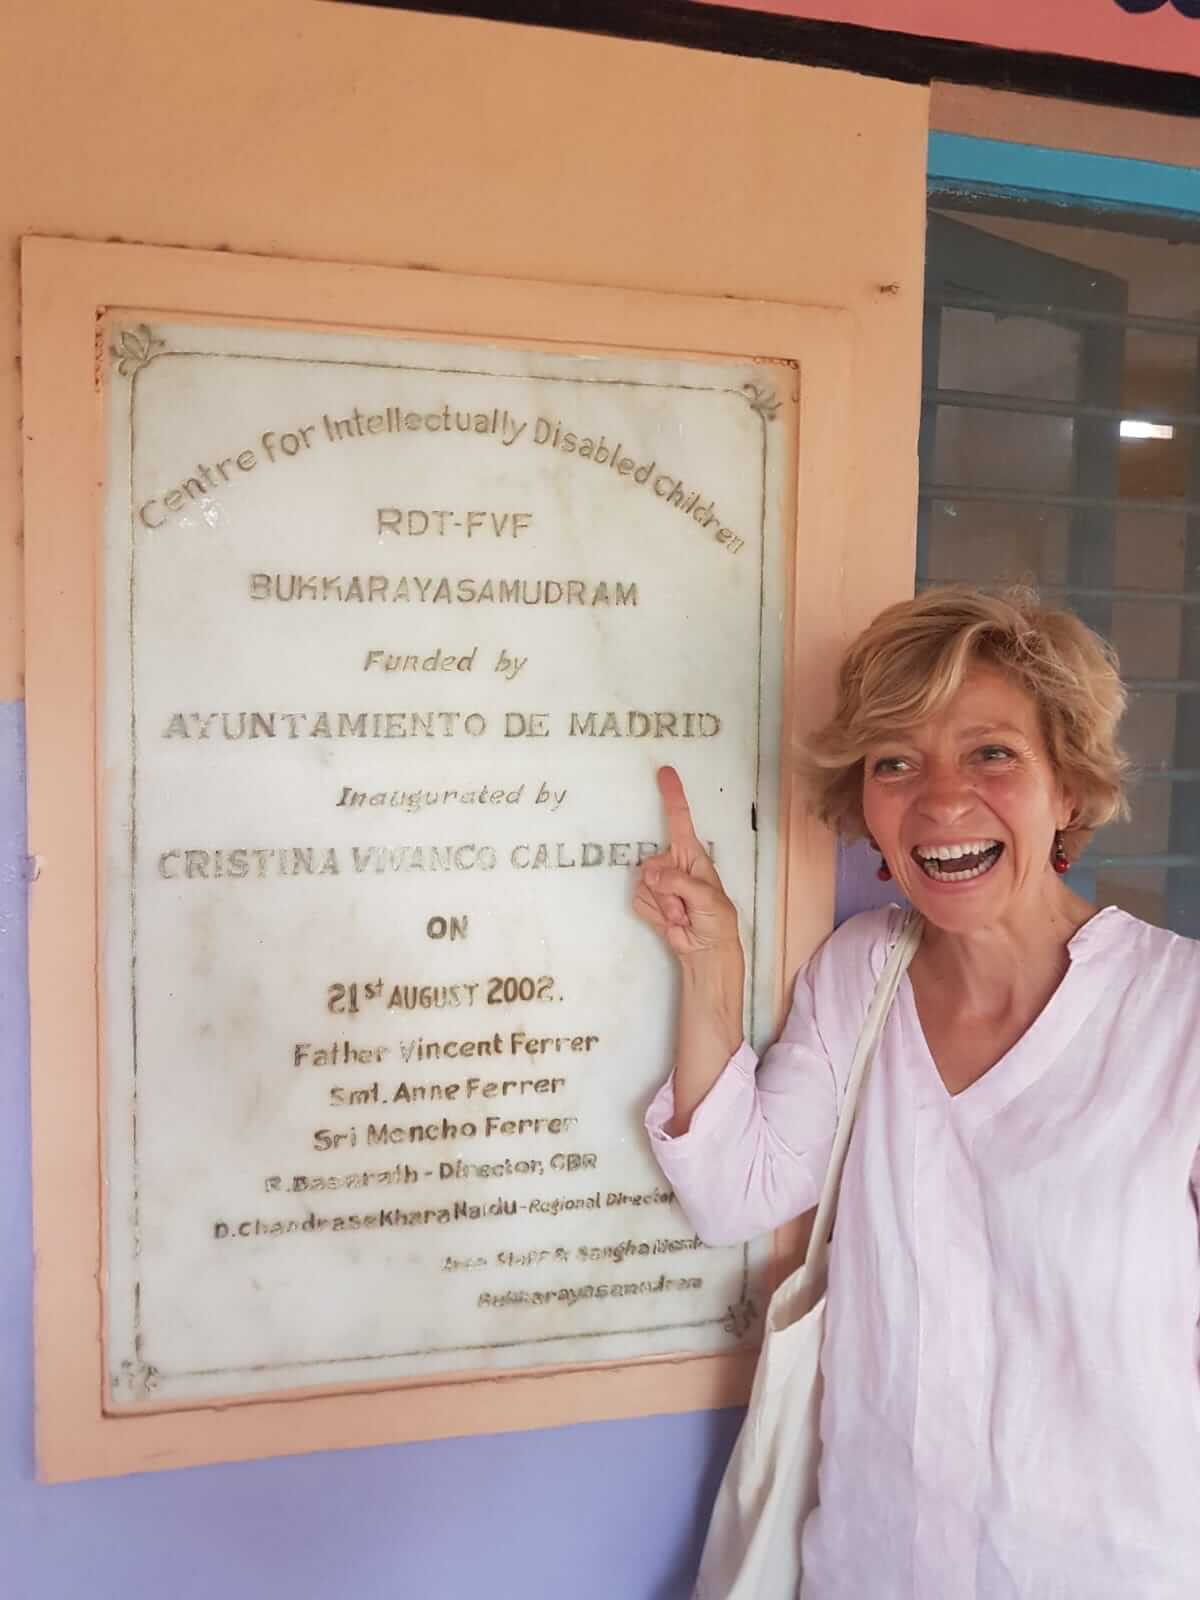 Centre for Intellectually Disabled Children
RDT-FVF
BUKKARAYASAMUDRAM
Funded by
AYUNTAMIENTO DE MADRID
Inaugurated by
CRISTINA VIVANCO
ON
21st AUGUST 2002.
Father Vincent Ferrer
Smt. Anne Ferrer
Sri Moncho Ferrer
R. - Director, CBR
D. Chandrasekhara Naidu - Regional Director
Area Staff & Sangha
Bukkarayasamudram